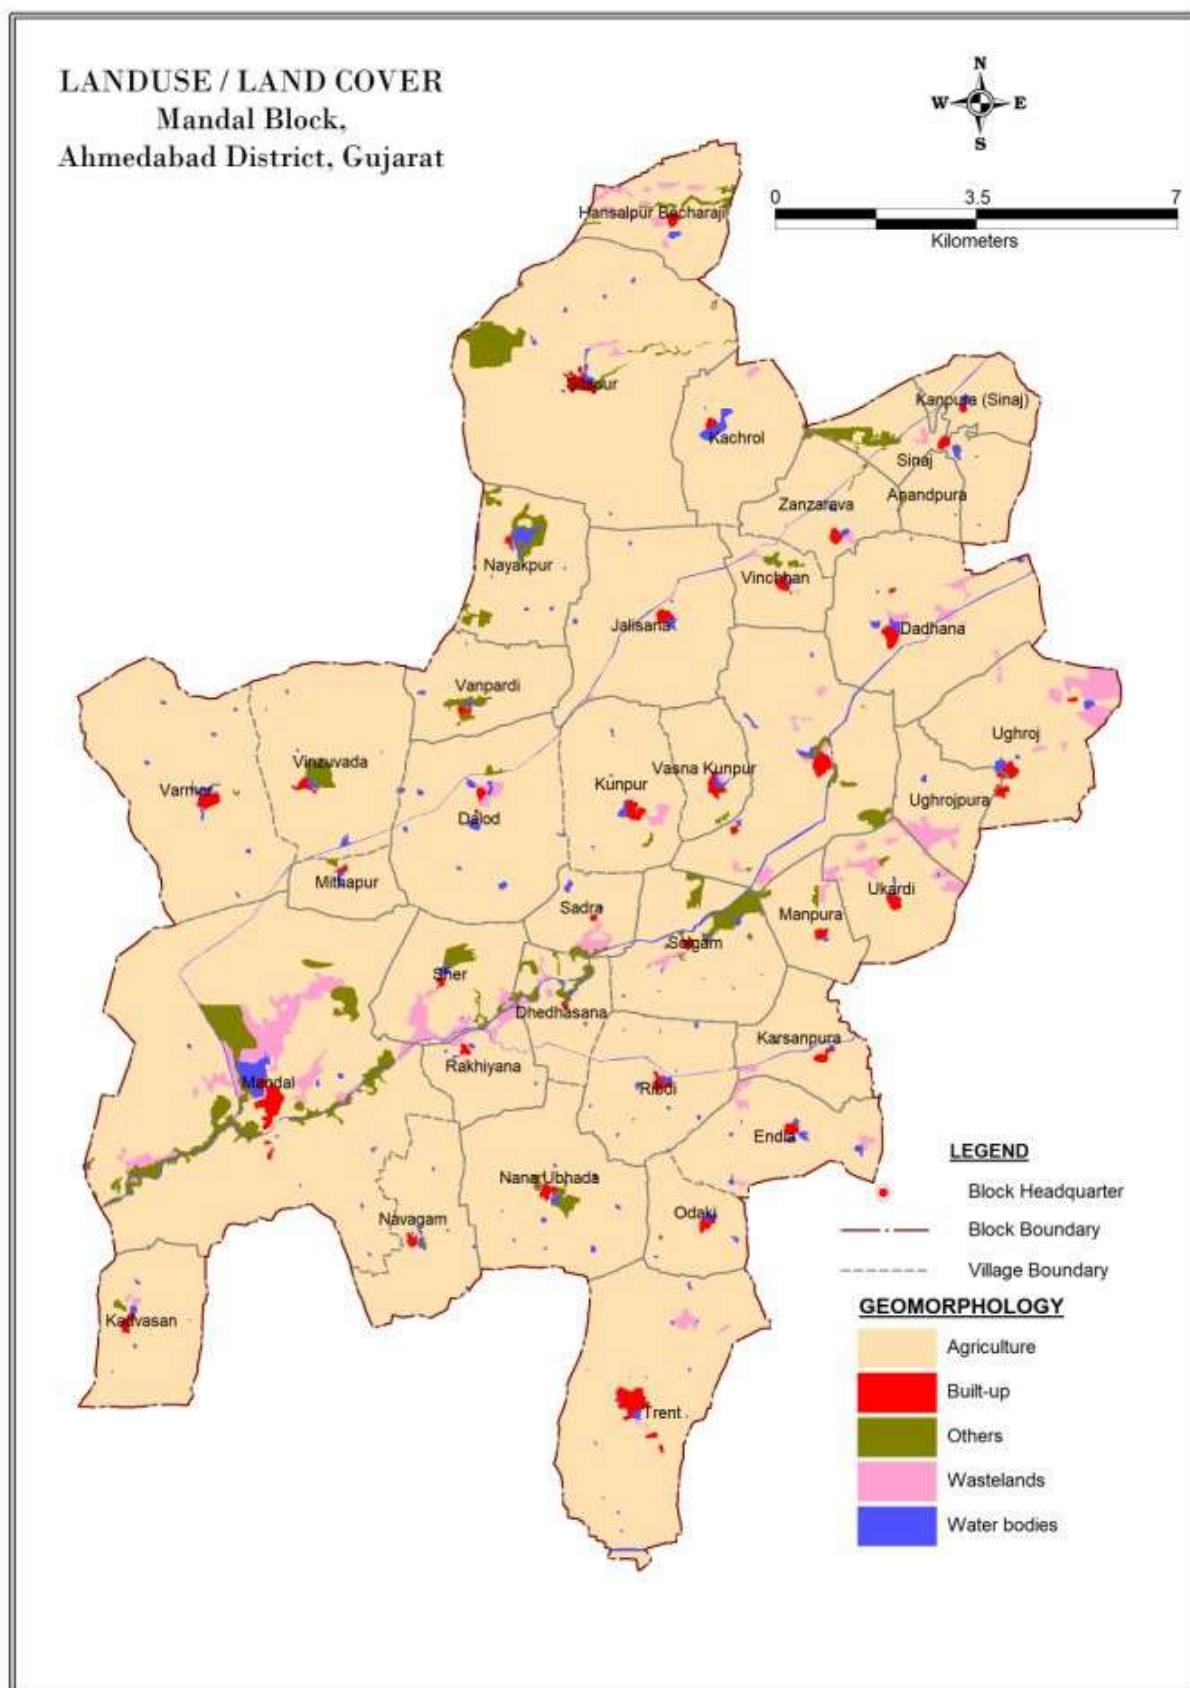 LANDUSE / LAND COVER
Mandal Block,
Ahmedabad District, Gujarat
N
W
E
S
0
3.5
7
Kilometers
Hansalpur Becharaji
Kachrol
Kanpura (Sinaj)
Sinaj
Anandpura
Zanzarava
Nayakpur
Vinchhan
Jalisana
Dadhana
Vanpardi
Ughroj
Vinzuvada
Vasna Kunpur
Kunpur
Varmor
Ughrojpura
Dalod
Mithapur
Ukardi
Sadra
Manpura
Solgam
Sher
Dhedhasana
Karsanpura
Rakhiyana
Mandal
Ribdi
Endla
Nana Ubhada
Odaki
Navagam
Kadvasan
Trent
LEGEND
Block Headquarter
Block Boundary
Village Boundary
GEOMORPHOLOGY
Agriculture
Built-up
Others
Wastelands
Water bodies